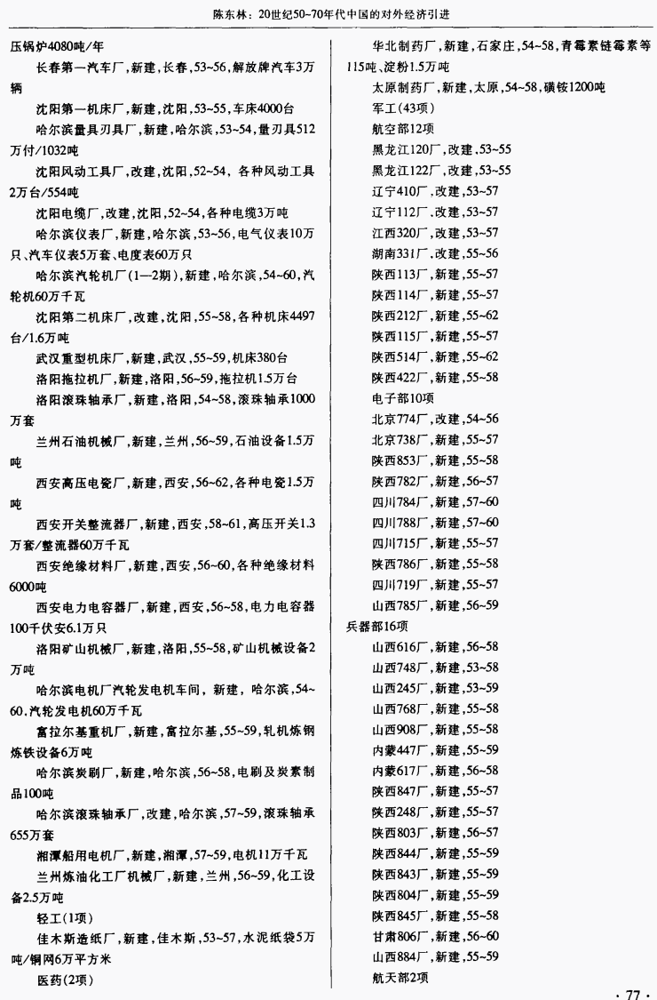 陈东林：20世纪50~70年代中国的对外经济引进
压锅炉4080吨/年
长春第一汽车厂,新建,长春,53~56,解放牌汽车3万
辆
沈阳第一机床厂,新建,沈阳,53~55,车床4000台
哈尔滨量具刃具厂,新建,哈尔滨,53~54,量刃具512
万付/1032吨
沈阳风动工具厂,改建,沈阳,52~54，各种风动工具
2万台/554吨
沈阳电缆厂,改建,沈阳,52~54,各种电缆3万吨
哈尔滨仪表厂,新建,哈尔滨,53~56,电气仪表10万
只、汽车仪表5万套、电度表60万只
哈尔滨汽轮机厂(1—2期),新建,哈尔滨,54~60,汽
轮机60万千瓦
沈阳第二机床厂,改建,沈阳,55~58,各种机床4497
台/1.6万吨
武汉重型机床厂,新建,武汉,55~59,机床380台
洛阳拖拉机厂,新建,洛阳,56~59,拖拉机1.5万台
洛阳滚珠轴承厂,新建,洛阳,54~58,滚珠轴承1000
万套
兰州石油机械厂,新建,兰州,56~59,石油设备1.5万
吨
西安高压电瓷厂,新建,西安,56~62,各种电瓷1.5万
吨
西安开关整流器厂,新建,西安,58~61,高压开关1.3
万套/整流器60万千瓦
西安绝缘材料厂,新建,西安,56~60,各种绝缘材料
6000吨
西安电力电容器厂,新建,西安,56~58,电力电容器
100千伏安6.1万只
洛阳矿山机械厂,新建,洛阳,55~58,矿山机械设备2
万吨
哈尔滨电机厂汽轮发电机车间，新建，哈尔滨,54~
60,汽轮发电机60万千瓦
富拉尔基重机厂,新建,富拉尔基,55~59,轧机炼钢
炼铁设备6万吨
哈尔滨炭刷厂,新建,哈尔滨,56~58,电刷及炭素制
品100吨
哈尔滨滚珠轴承厂,改建,哈尔滨,57~59,滚珠轴承
655万套
湘潭船用电机厂,新建,湘潭,57~59,电机11万千瓦
兰州炼油化工厂机械厂,新建,兰州,56~59,化工设
备2.5万吨
轻工(1项)
佳木斯造纸厂,新建,佳木斯,53~57,水泥纸袋5万
吨/铜网6万平方米
医药(2项)
华北制药厂,新建,石家庄,54~58,青霉素链霉素等
115吨、淀粉1.5万吨
太原制药厂,新建,太原,54~58,磺铵1200吨
军工(43项)
航空部12项
黑龙江120厂,改建,53~55
黑龙江122厂,改建,53~55
辽宁410厂,改建,53~57
辽宁112厂,改建,53~57
江西320厂,改建,53~57
湖南331厂,改建,55~56
陕西113厂,新建,55~57
陕西114厂,新建,55~57
陕西212厂,新建,55~62
陕西115厂,新建,55~57
陕西514厂,新建,55~62
陕西422厂,新建,55~58
电子部10项
北京774厂,改建,54~56
北京738厂,新建,55~57
陕西853厂,新建,55~58
陕西782厂,新建,56~57
四川784厂,新建,57~60
四川788厂,新建,57~60
四川715厂,新建,55~57
陕西786厂,新建,55~58
四川719厂,新建,55~57
山西785厂,新建,56~59
兵器部16项
山西616厂,新建,56~58
山西748厂,新建,53~58
山西245厂,新建,53~59
山西768厂,新建,55~58
山西908厂,新建,55~58
内蒙447厂,新建,55~59
内蒙617厂,新建,56~58
陕西847厂,新建,55~57
陕西248厂,新建,55~57
陕西803厂,新建,56~57
陕西844厂,新建,55~59
陕西843厂,新建,55~59
陕西804厂,新建,55~59
陕西845厂,新建,55~58
甘肃806厂,新建,56~60
山西884厂,新建,55~59
航天部2项
·77·